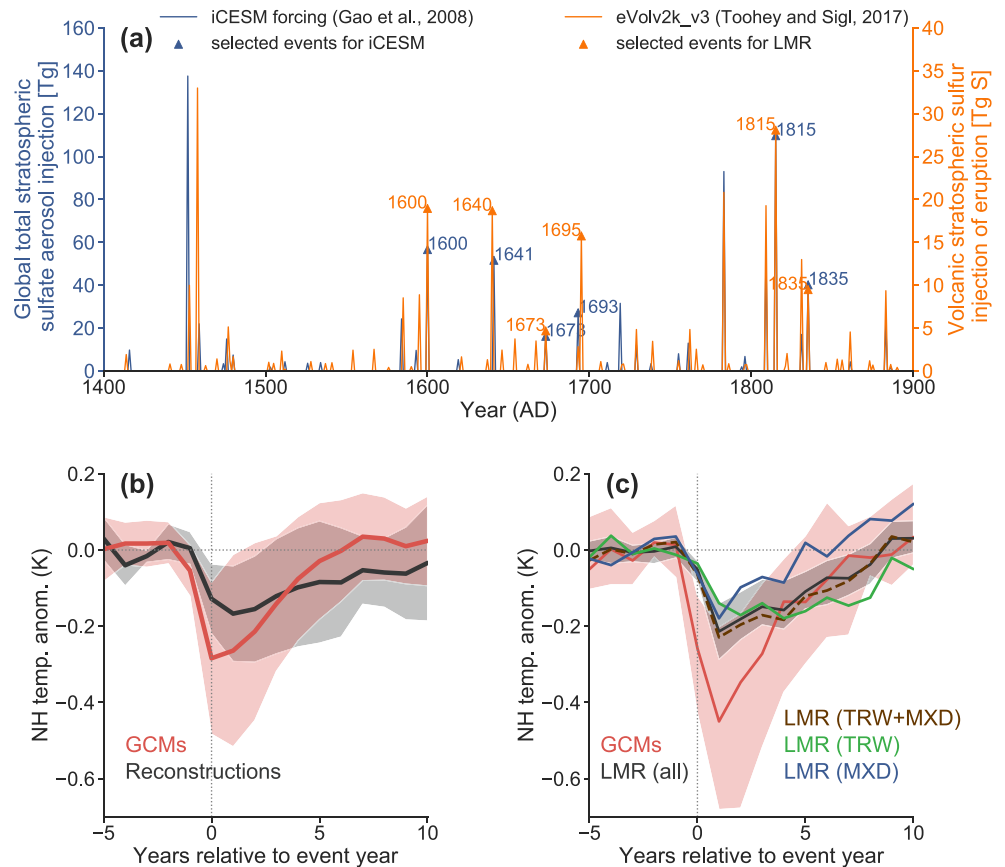 iCESM forcing (Gao et al., 2008)
eVolv2k_v3 (Toohey and Sigl, 2017)
(a)
selected events for iCESM
selected events for LMR
Global total stratospheric
sulfate aerosol injection [Tg]
160
140
120
100
80
60
40
20
0
1600
1600
1640
1641
1673
1673
1695
1693
1815
1815
1835
1835
40
35
30
25
20
15
10
5
0
Volcanic stratospheric sulfur
injection of eruption [Tg S]
1400
1500
1600
1700
1800
1900
Year (AD)
(b)
NH temp. anom. (K)
0.2
0.0
−0.2
−0.4
−0.6
GCMs
Reconstructions
−5
0
5
10
Years relative to event year
(c)
NH temp. anom. (K)
0.2
0.0
−0.2
−0.4
−0.6
GCMs
LMR (all)
LMR (TRW+MXD)
LMR (TRW)
LMR (MXD)
−5
0
5
10
Years relative to event year